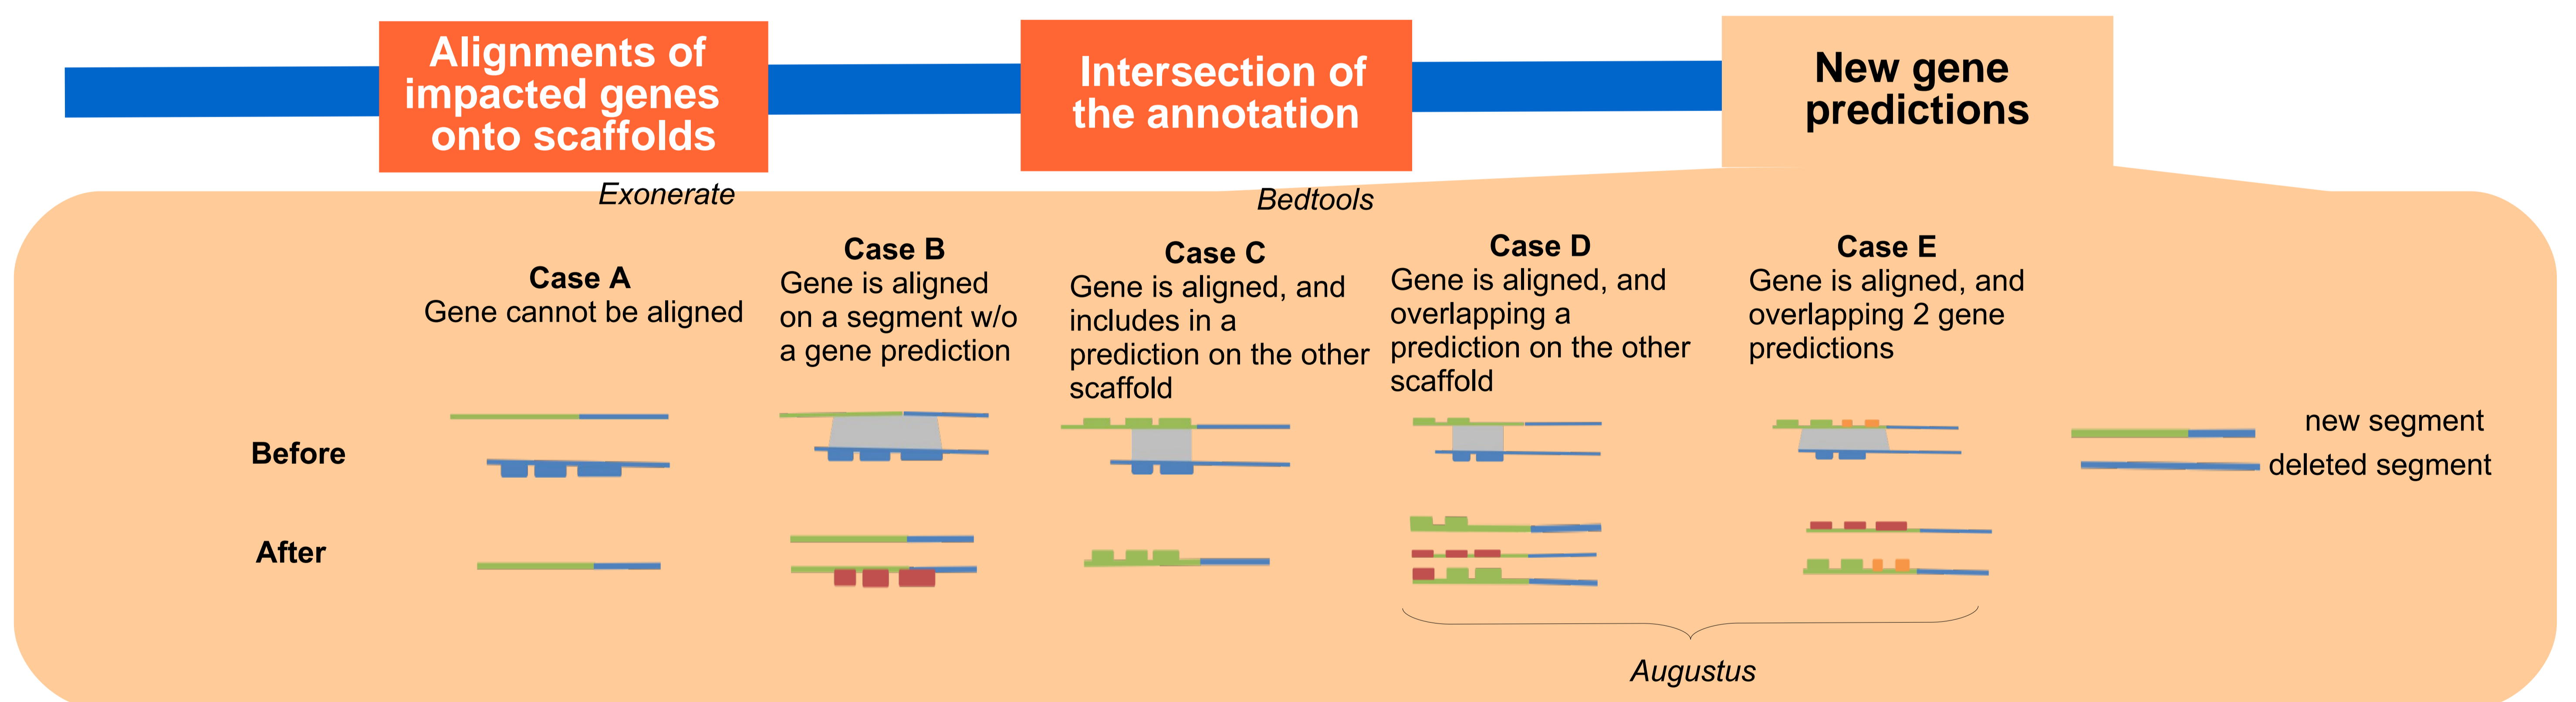 Alignments of
impacted genes
onto scaffolds
Intersection of
the annotation
New gene
predictions
Exonerate
Bedtools
Case A
Gene cannot be aligned
Case B
Gene is aligned
on a segment w/o
a gene prediction
Case C
Gene is aligned, and
includes in a
prediction on the other
scaffold
Case D
Gene is aligned, and
overlapping a
prediction on the other
scaffold
Case E
Gene is aligned, and
overlapping 2 gene
predictions
Before
new segment
deleted segment
After
Augustus